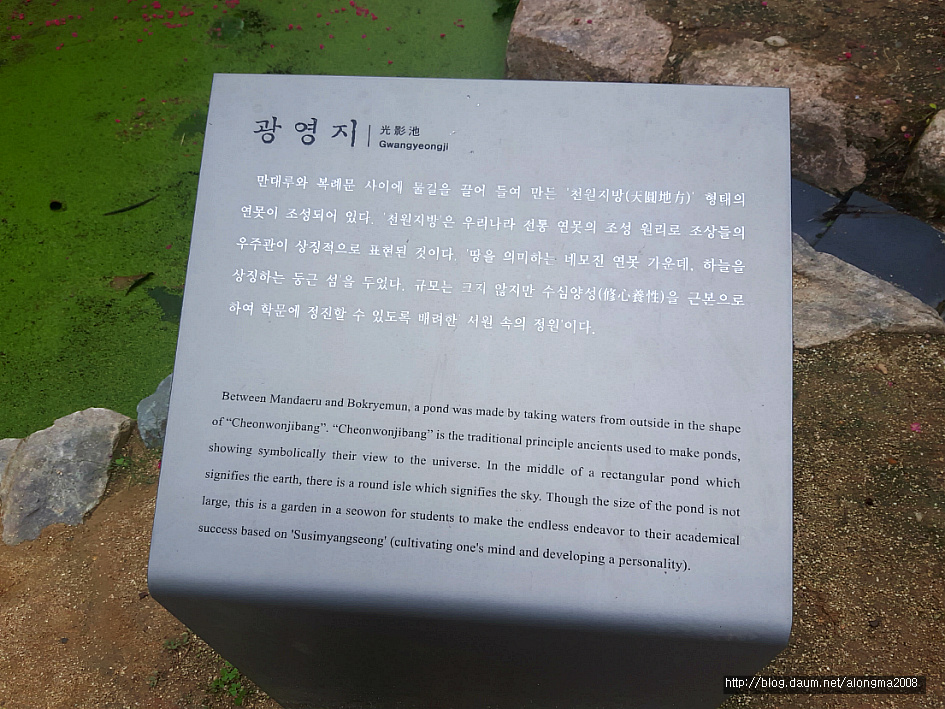 광영지
光影池
Gwangyeongji
만대루와 복례문 사이에 물길을 끌어 들여 만든 '천원지방(天圓地方)' 형태의
연못이 조성되어 있다. '천원지방'은 우리나라 전통 연못의 조성 원리로 조상들의
우주관이 상징적으로 표현된 것이다. '땅을 의미하는 네모진 연못 가운데, 하늘을
상징하는 둥근 섬'을 두었다. 규모는 크지 않지만 수심양성(修心養性)을 근본으로
하여 학문에 정진할 수 있도록 배려한 '서원 속의 정원'이다.
Between Mandaeru and Bokryemun, a pond was made by taking waters from outside in the shape
of “Cheonwonjibang”. “Cheonwonjibang” is the traditional principle ancients used to make ponds,
showing symbolically their view to the universe. In the middle of a rectangular pond which
signifies the earth, there is a round isle which signifies the sky. Though the size of the pond is not
large, this is a garden in a seowon for students to make the endless endeavor to their academical
success based on 'Susimyangseong' (cultivating one's mind and developing a personality).
http://blog.daum.net/alongma2008